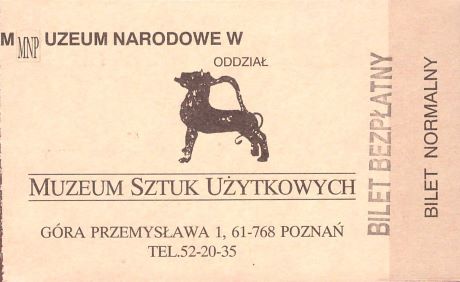 MUZEUM NARODOWE W
MNP
ODDZIAŁ
MUZEUM SZTUK UŻYTKOWYCH
GÓRA PRZEMYSŁAWA 1, 61-768 POZNAŃ
TEL.52-20-35
BILET BEZPŁATNY
BILET NORMALNY